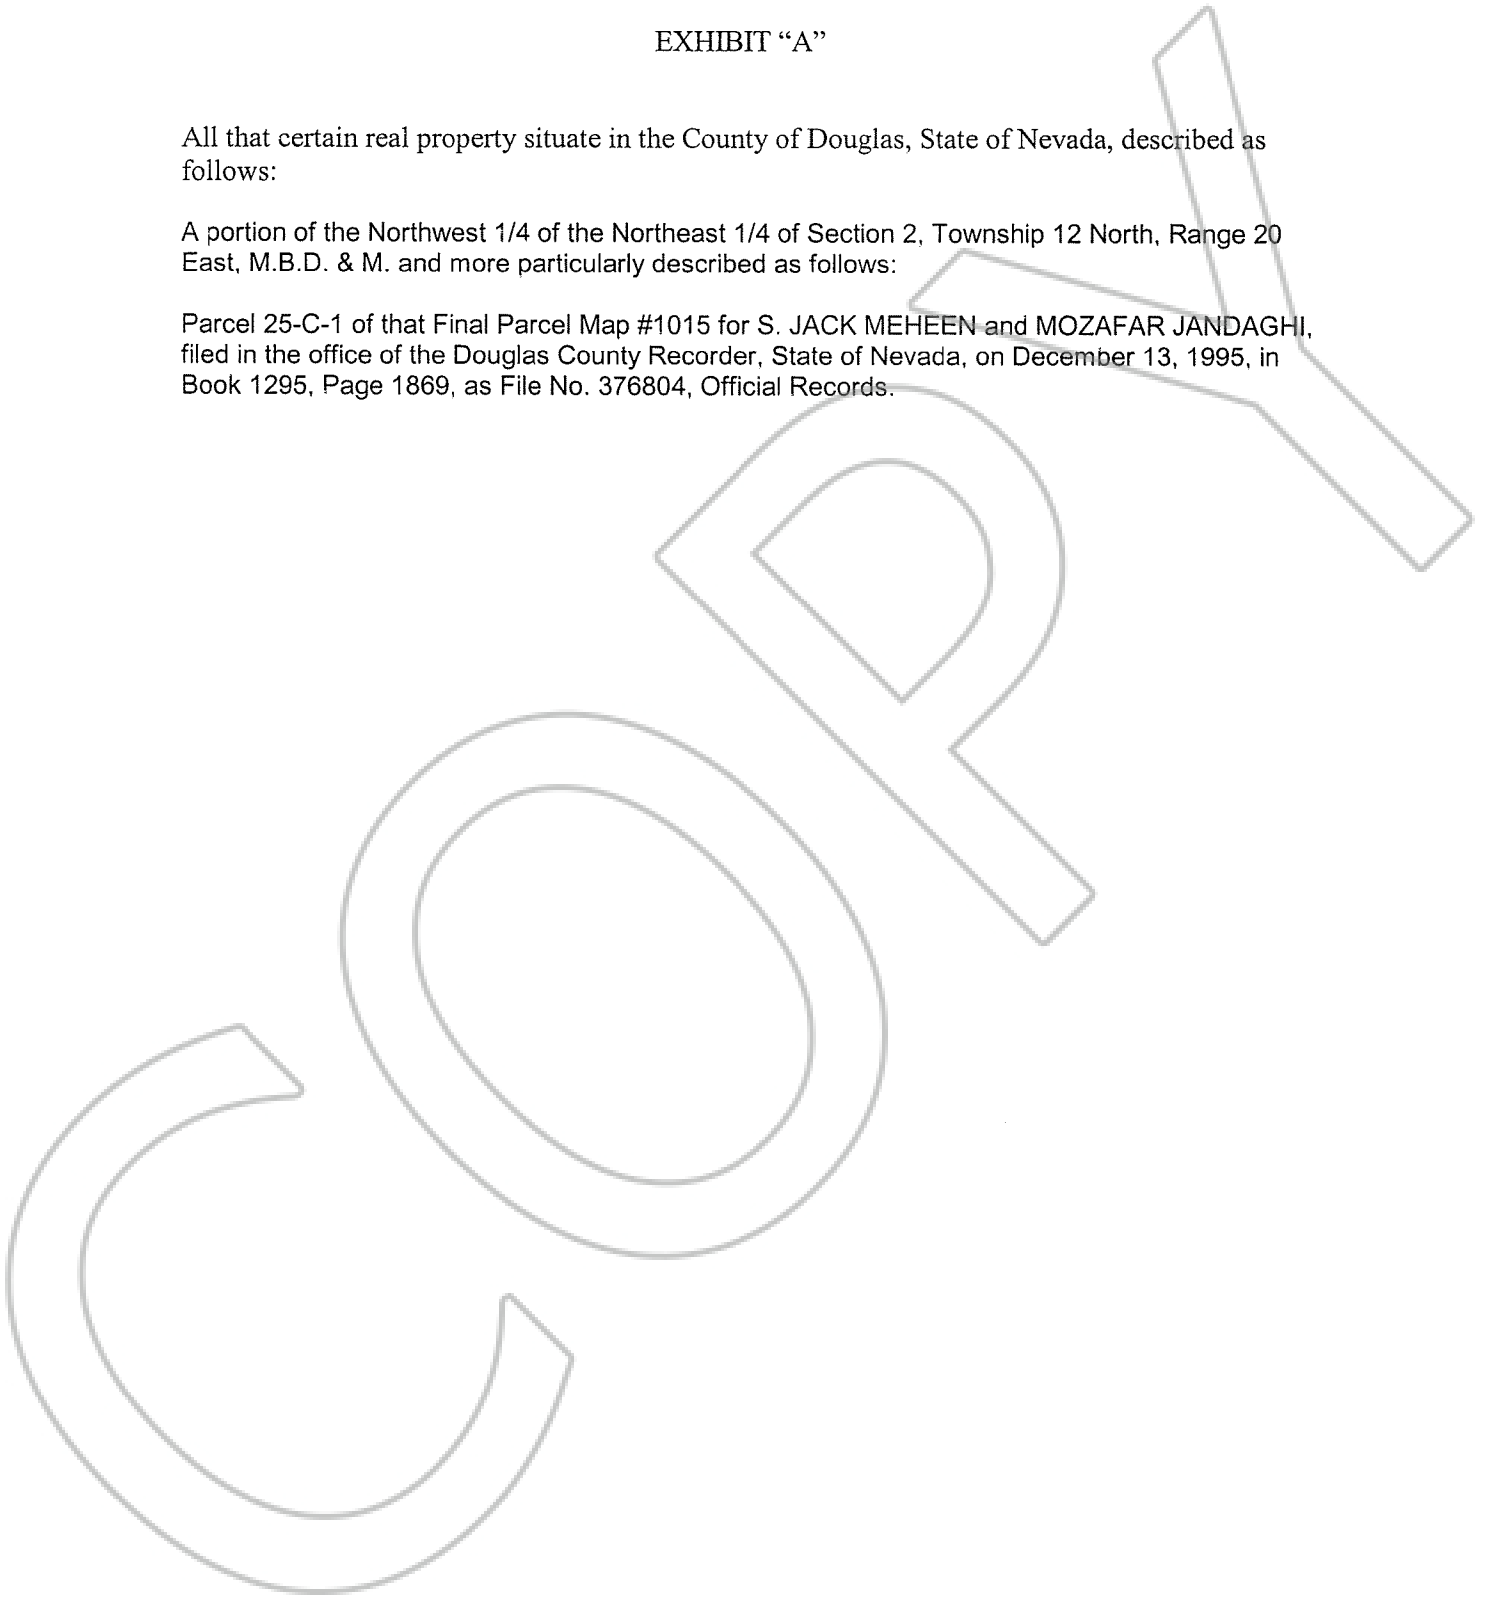 EXHIBIT “A”
All that certain real property situate in the County of Douglas, State of Nevada, described as
follows:
A portion of the Northwest 1/4 of the Northeast 1/4 of Section 2, Township 12 North, Range 20
East, M.B.D. & M. and more particularly described as follows:
Parcel 25-C-1 of that Final Parcel Map #1015 for S. JACK MEHEEN and MOZAFAR JANDAGHI,
filed in the office of the Douglas County Recorder, State of Nevada, on December 13, 1995, in
Book 1295, Page 1869, as File No. 376804, Official Records.
COPY